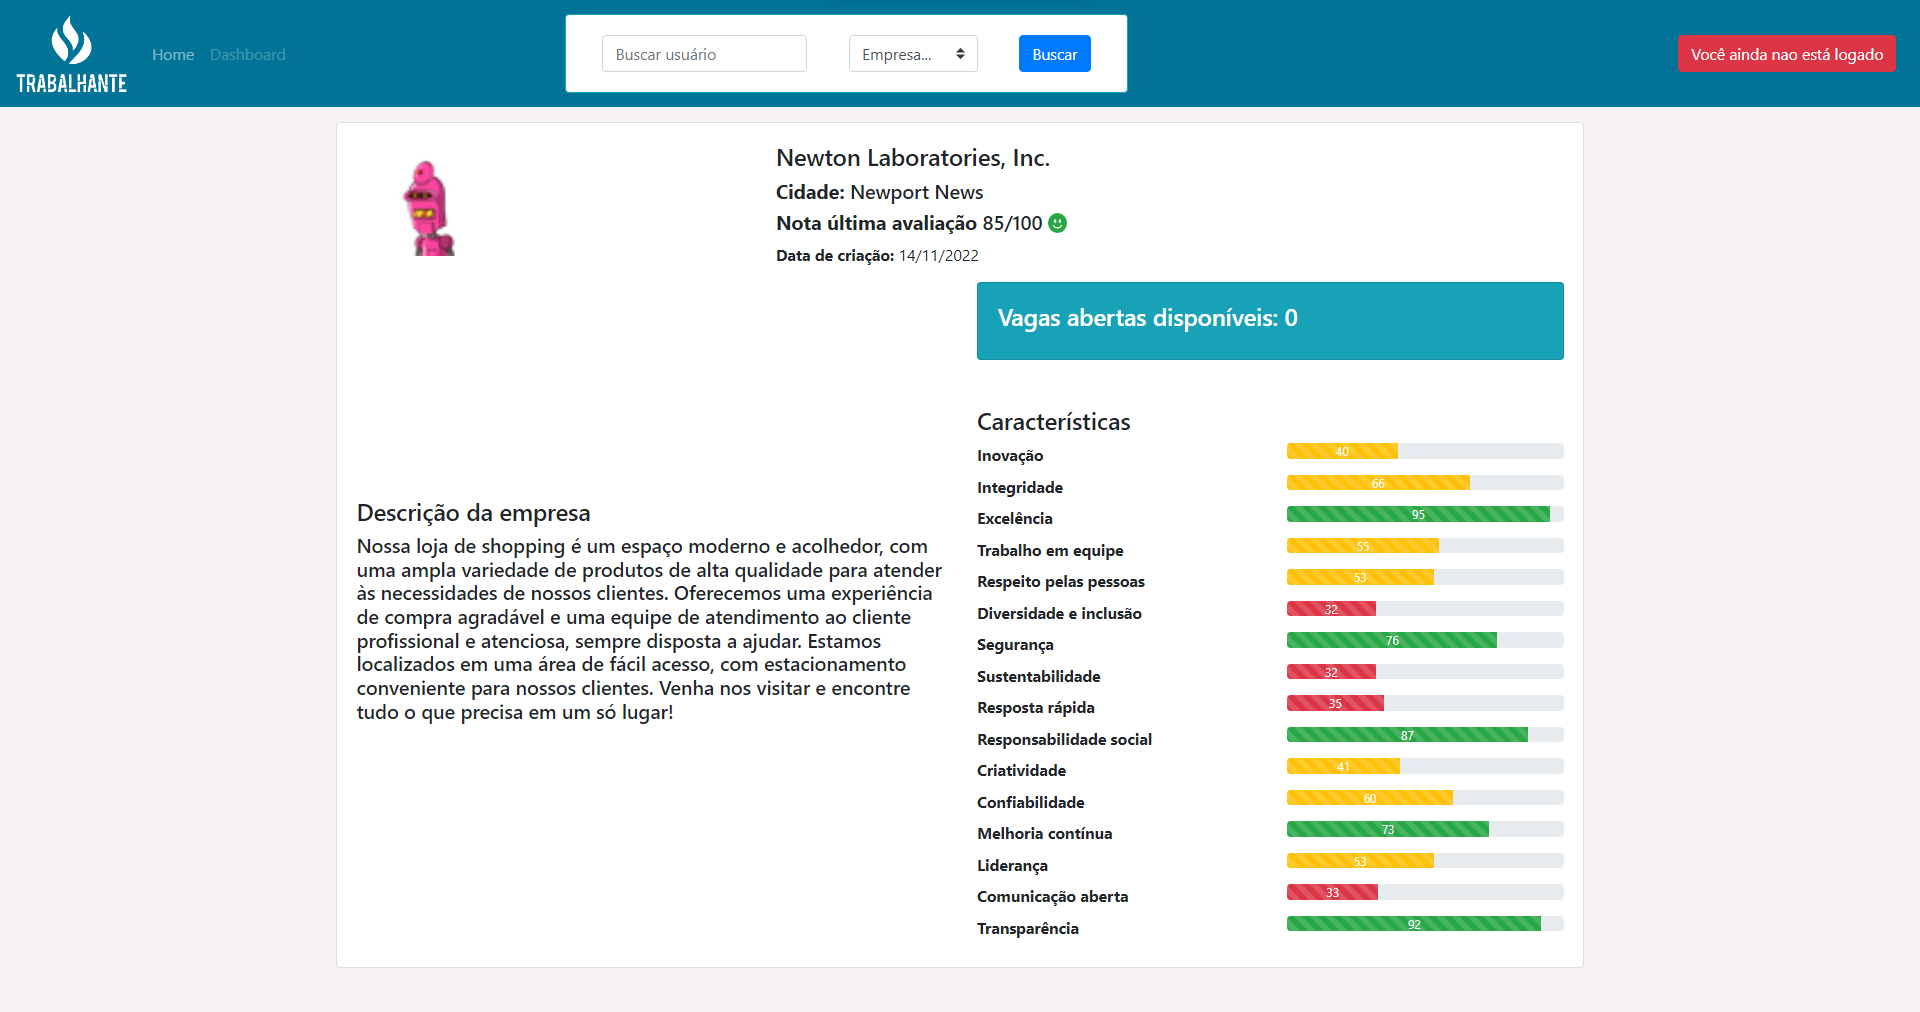 TRABALHANTE
Home Dashboard
Buscar usuário
Empresa...
Buscar
Você ainda nao está logado
Newton Laboratories, Inc.
Cidade: Newport News
Nota última avaliação 85/100
Data de criação: 14/11/2022
Vagas abertas disponíveis: 0
Descrição da empresa
Nossa loja de shopping é um espaço moderno e acolhedor, com
uma ampla variedade de produtos de alta qualidade para atender
às necessidades de nossos clientes. Oferecemos uma experiência
de compra agradável e uma equipe de atendimento ao cliente
profissional e atenciosa, sempre disposta a ajudar. Estamos
localizados em uma área de fácil acesso, com estacionamento
conveniente para nossos clientes. Venha nos visitar e encontre
tudo o que precisa em um só lugar!
Características
Inovação 40
Integridade 66
Excelência 95
Trabalho em equipe 55
Respeito pelas pessoas 53
Diversidade e inclusão 32
Segurança 76
Sustentabilidade 32
Resposta rápida 35
Responsabilidade social 87
Criatividade 41
Confiabilidade 60
Melhoria contínua 73
Liderança 53
Comunicação aberta 33
Transparência 92